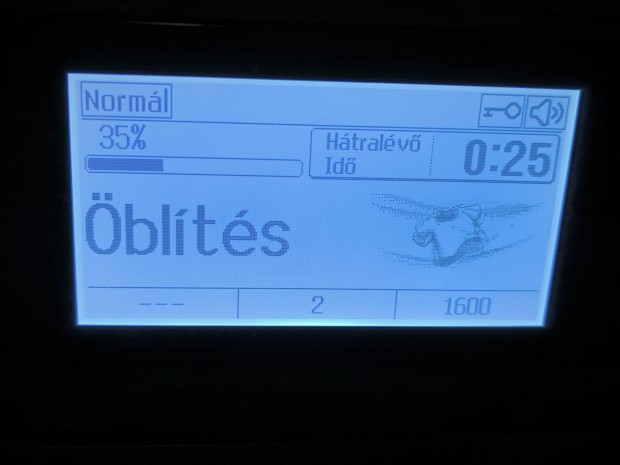 Normál
35%
Hátralévő
Idő
0:25
Öblítés
--- 2 1600